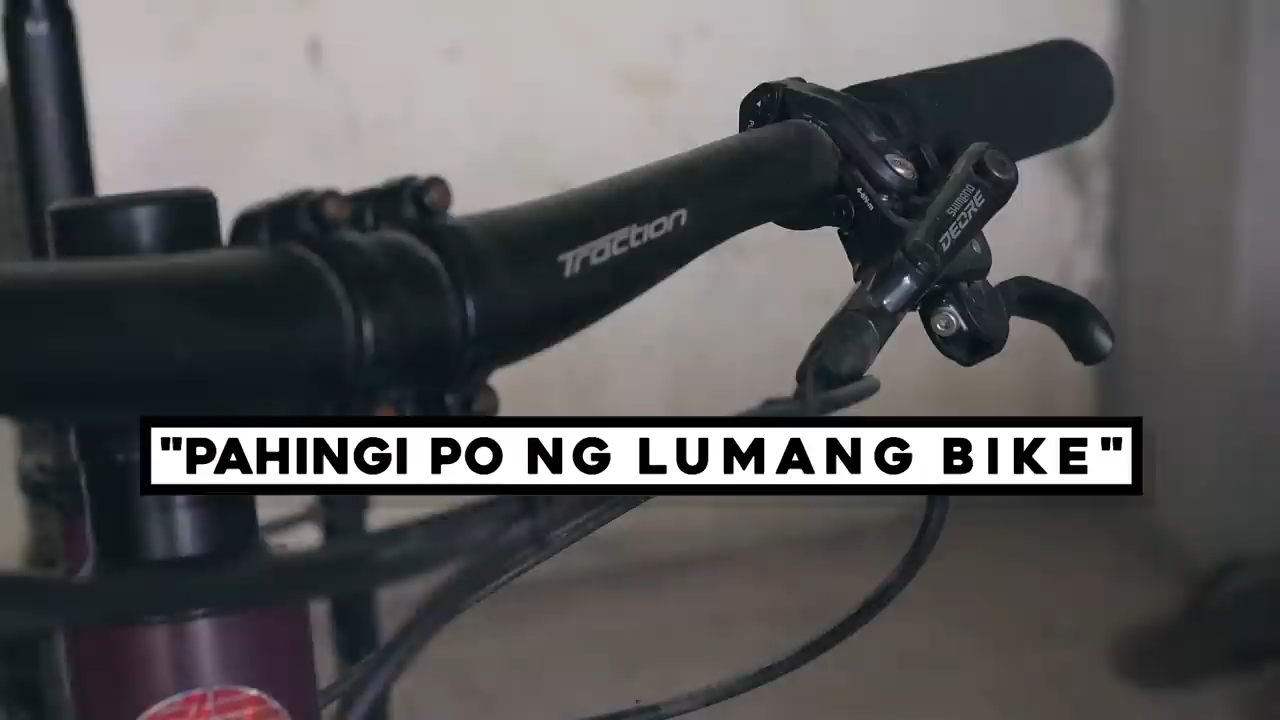 Traction
SHIMANO
DEORE
"PAHINGI PO NG LUMANG BIKE"